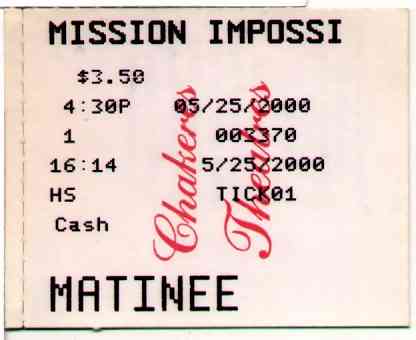 MISSION IMPOSSI
$3.50
4:30P 05/25/2000
1 003370
16:14 5/25/2000
HS TICK01
Cash
MATINEE
Chakeres
Theatres